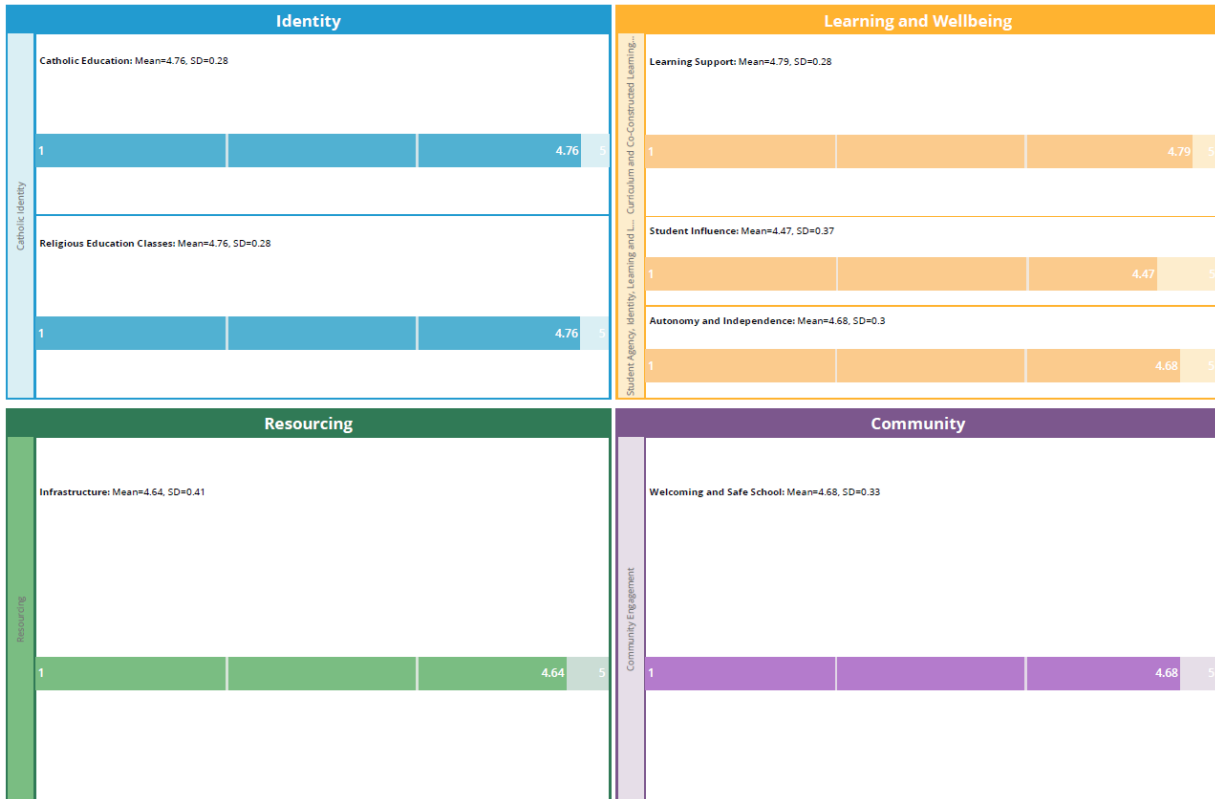 Identity
Catholic Identity
Catholic Education: Mean=4.76, SD=0.28
1 4.76 5
Religious Education Classes: Mean=4.76, SD=0.28
1 4.76 5
Learning and Wellbeing
Curriculum and Co-Constructed Learning...
Learning Support: Mean=4.79, SD=0.28
1 4.79 5
Student Agency, Identity, Learning and L...
Student Influence: Mean=4.47, SD=0.37
1 4.47 5
Autonomy and Independence: Mean=4.68, SD=0.3
1 4.68 5
Resourcing
Resourcing
Infrastructure: Mean=4.64, SD=0.41
1 4.64 5
Community
Community Engagement
Welcoming and Safe School: Mean=4.68, SD=0.33
1 4.68 5